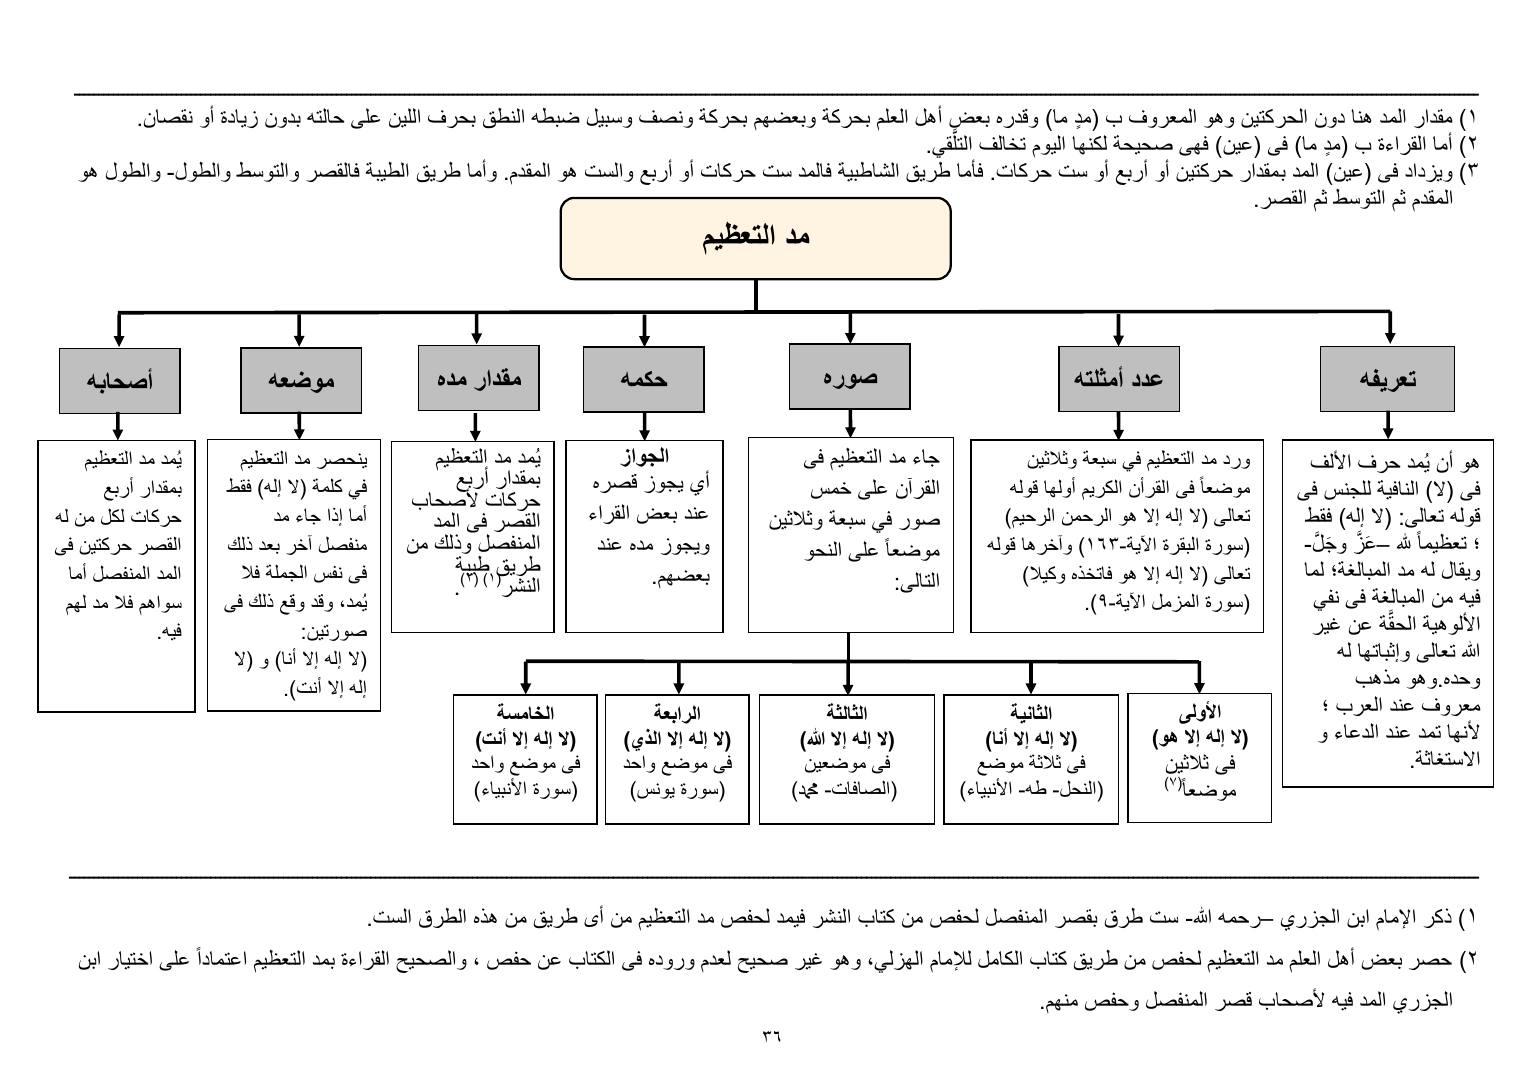 ١) مقدار المد هنا دون الحركتين وهو المعروف ب (مدٍ ما) وقدره بعض أهل العلم بحركة وبعضهم بحركة ونصف وسبيل ضبطه النطق بحرف اللين على حالته بدون زيادة أو نقصان.
٢) أما القراءة ب (مدٍ ما) فى (عين) فهى صحيحة لكنها اليوم تخالف التلَّقي.
٣) ويزداد فى (عين) المد بمقدار حركتين أو أربع أو ست حركات. فأما طريق الشاطبية فالمد ست حركات أو أربع والست هو المقدم. وأما طريق الطيبة فالقصر والتوسط والطول- والطول هو
المقدم ثم التوسط ثم القصر.
مد التعظيم
تعريفه
هو أن يُمد حرف الألف
فى (لا) النافية للجنس فى
قوله تعالى: (لا إله) فقط
؛ تعظيماً لله –عَزَّ وجَلَّ-
ويقال له مد المبالغة؛ لما
فيه من المبالغة فى نفي
الألوهية الحقَّة عن غير
الله تعالى وإثباتها له
وحده.وهو مذهب
معروف عند العرب ؛
لأنها تمد عند الدعاء و
الاستغاثة.
عدد أمثلته
ورد مد التعظيم في سبعة وثلاثين
موضعاً فى القرأن الكريم أولها قوله
تعالى (لا إله إلا هو الرحمن الرحيم)
(سورة البقرة الآية-١٦٣) وآخرها قوله
تعالى (لا إله إلا هو فاتخذه وكيلا)
(سورة المزمل الآية-٩).
صوره
جاء مد التعظيم فى
القرآن على خمس
صور في سبعة وثلاثين
موضعاً على النحو
التالى:
الأولى
(لا إله إلا هو)
فى ثلاثين
موضعاً(٧)
الثانية
(لا إله إلا أنا)
فى ثلاثة موضع
(النحل- طه- الأنبياء)
الثالثة
(لا إله إلا الله)
فى موضعين
(الصافات- محمد)
الرابعة
(لا إله إلا الذي)
فى موضع واحد
(سورة يونس)
الخامسة
(لا إله إلا أنت)
فى موضع واحد
(سورة الأنبياء)
حكمه
الجواز
أي يجوز قصره
عند بعض القراء
ويجوز مده عند
بعضهم.
مقدار مده
يُمد مد التعظيم
بمقدار أربع
حركات لأصحاب
القصر فى المد
المنفصل وذلك من
طريق طيبة
النشر(١) (٢).
موضعه
ينحصر مد التعظيم
في كلمة (لا إله) فقط
أما إذا جاء مد
منفصل آخر بعد ذلك
فى نفس الجملة فلا
يُمد، وقد وقع ذلك فى
صورتين:
(لا إله إلا أنا) و (لا
إله إلا أنت).
أصحابه
يُمد مد التعظيم
بمقدار أربع
حركات لكل من له
القصر حركتين فى
المد المنفصل أما
سواهم فلا مد لهم
فيه.
١) ذكر الإمام ابن الجزري –رحمه الله- ست طرق بقصر المنفصل لحفص من كتاب النشر فيمد لحفص مد التعظيم من أى طريق من هذه الطرق الست.
٢) حصر بعض أهل العلم مد التعظيم لحفص من طريق كتاب الكامل للإمام الهزلي، وهو غير صحيح لعدم وروده فى الكتاب عن حفص ، والصحيح القراءة بمد التعظيم اعتماداً على اختيار ابن
الجزري المد فيه لأصحاب قصر المنفصل وحفص منهم.
٣٦